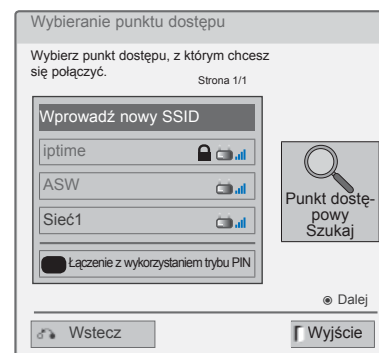 Wybieranie punktu dostępu
Wybierz punkt dostępu, z którym chcesz
się połączyć.
Strona 1/1
Wprowadź nowy SSID
iptime
ASW
Sieć1
Łączenie z wykorzystaniem trybu PIN
Punkt dostę-
powy
Szukaj
Dalej
Wstecz
Wyjście